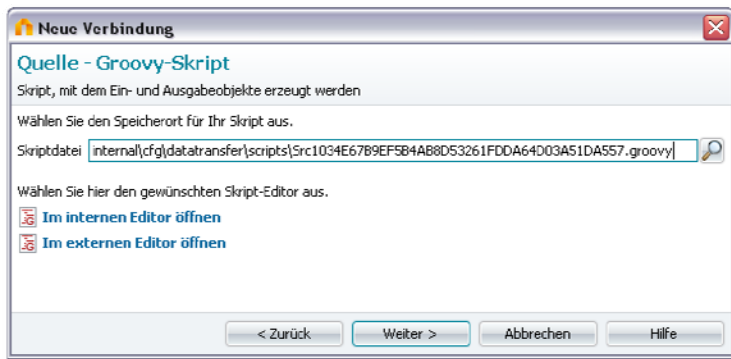 Neue Verbindung
Quelle - Groovy-Skript
Skript, mit dem Ein- und Ausgabeobjekte erzeugt werden
Wählen Sie den Speicherort für Ihr Skript aus.
Skriptdatei internal\cfg\datatransfer\scripts\Src1034E67B9EF5B4AB8D53261FDDA64D03A51DA557.groovy
Wählen Sie hier den gewünschten Skript-Editor aus.
Im internen Editor öffnen
Im externen Editor öffnen
< Zurück Weiter > Abbrechen Hilfe